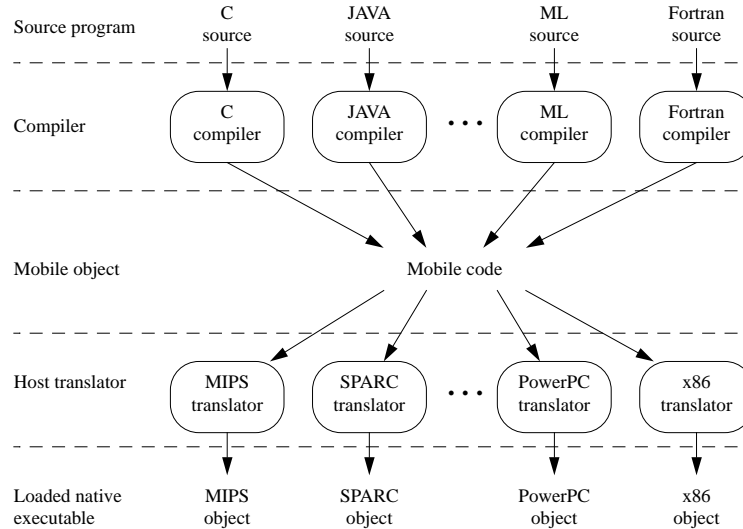 Source program
C
source
JAVA
source
ML
source
Fortran
source
Compiler
C
compiler
JAVA
compiler
• • •
ML
compiler
Fortran
compiler
Mobile object
Mobile code
Host translator
MIPS
translator
SPARC
translator
• • •
PowerPC
translator
x86
translator
Loaded native
executable
MIPS
object
SPARC
object
PowerPC
object
x86
object